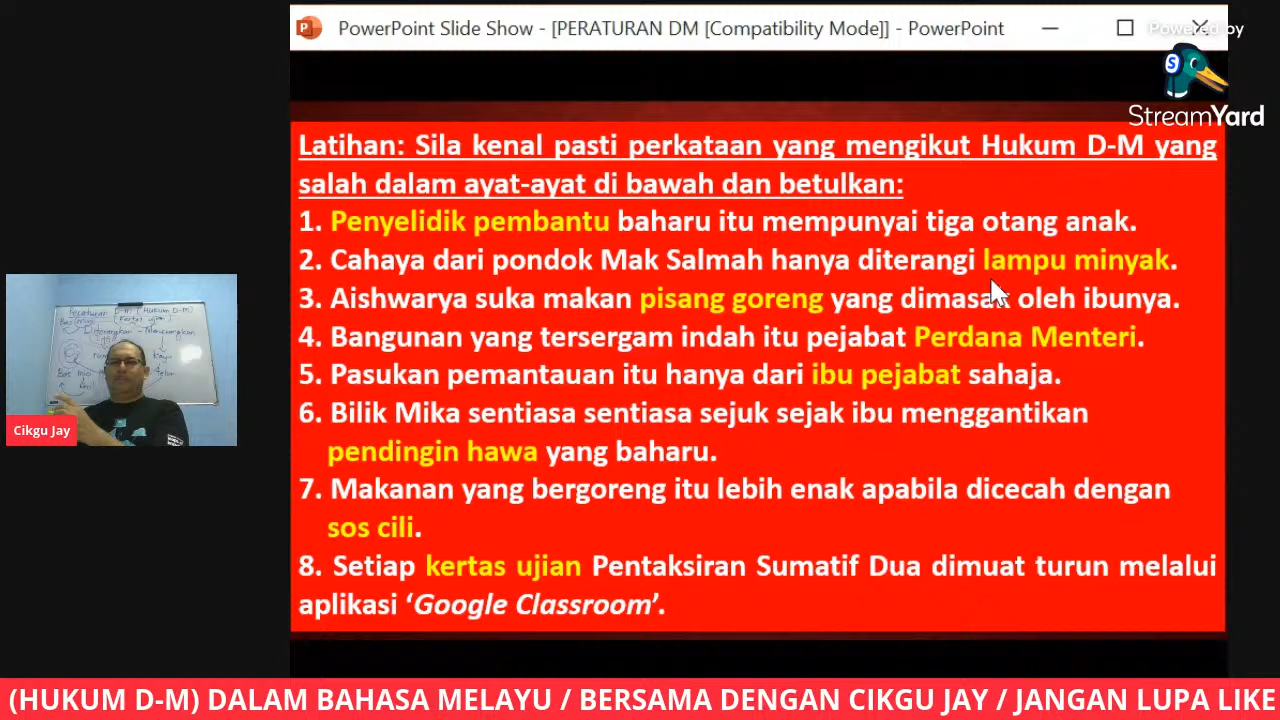 PowerPoint Slide Show - [PERATURAN DM [Compatibility Mode]] - PowerPoint
Powered by
StreamYard
Latihan: Sila kenal pasti perkataan yang mengikut Hukum D-M yang
salah dalam ayat-ayat di bawah dan betulkan:
1. Penyelidik pembantu baharu itu mempunyai tiga otang anak.
2. Cahaya dari pondok Mak Salmah hanya diterangi lampu minyak.
3. Aishwarya suka makan pisang goreng yang dimasak oleh ibunya.
4. Bangunan yang tersergam indah itu pejabat Perdana Menteri.
5. Pasukan pemantauan itu hanya dari ibu pejabat sahaja.
6. Bilik Mika sentiasa sentiasa sejuk sejak ibu menggantikan
pendingin hawa yang baharu.
7. Makanan yang bergoreng itu lebih enak apabila dicecah dengan
sos cili.
8. Setiap kertas ujian Pentaksiran Sumatif Dua dimuat turun melalui
aplikasi ‘Google Classroom’.
Peraturan D-M (Hukum D-M)
Cikgu Jay
(HUKUM D-M) DALAM BAHASA MELAYU / BERSAMA DENGAN CIKGU JAY / JANGAN LUPA LIKE